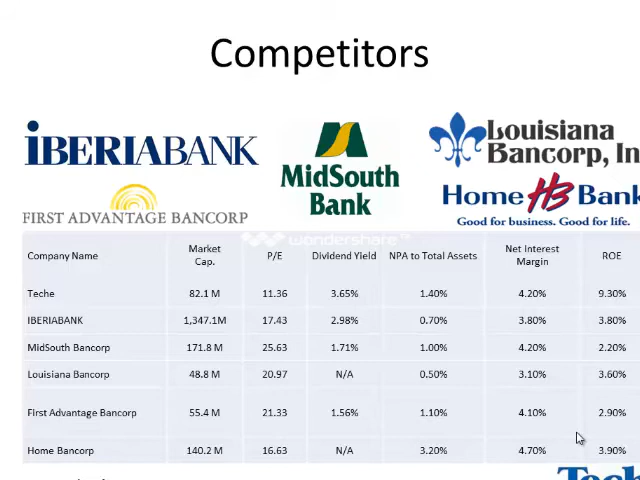 Competitors
IBERIABANK
MidSouth
Bank
Louisiana
Bancorp, In
FIRST ADVANTAGE BANCORP
Home HB Bank
Good for business. Good for life.
wondershare
Company Name Market Cap. P/E Dividend Yield NPA to Total Assets Net Interest Margin ROE
Teche 82.1 M 11.36 3.65% 1.40% 4.20% 9.30%
IBERIABANK 1,347.1M 17.43 2.98% 0.70% 3.80% 3.80%
MidSouth Bancorp 171.8 M 25.63 1.71% 1.00% 4.20% 2.20%
Louisiana Bancorp 48.8 M 20.97 N/A 0.50% 3.10% 3.60%
First Advantage Bancorp 55.4 M 21.33 1.56% 1.10% 4.10% 2.90%
Home Bancorp 140.2 M 16.63 N/A 3.20% 4.70% 3.90%
Tech